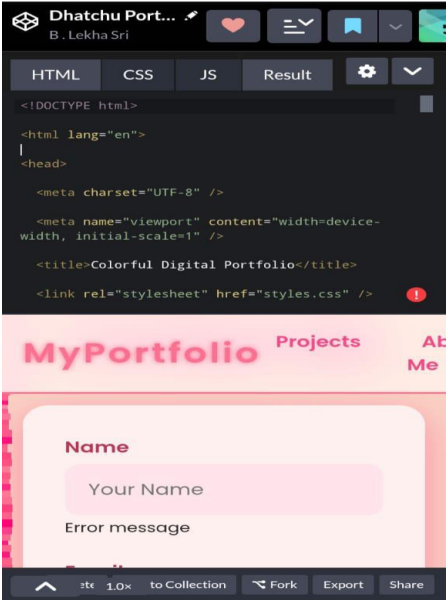 Dhatchu Port...
B . Lekha Sri
HTML CSS JS Result
<!DOCTYPE html>
<html lang="en">
<head>
<meta charset="UTF-8" />
<meta name="viewport" content="width=device-
width, initial-scale=1" />
<title>Colorful Digital Portfolio</title>
<link rel="stylesheet" href="styles.css" />
MyPortfolio Projects Ab
Me
Name
Your Name
Error message
1.0× to Collection Fork Export Share